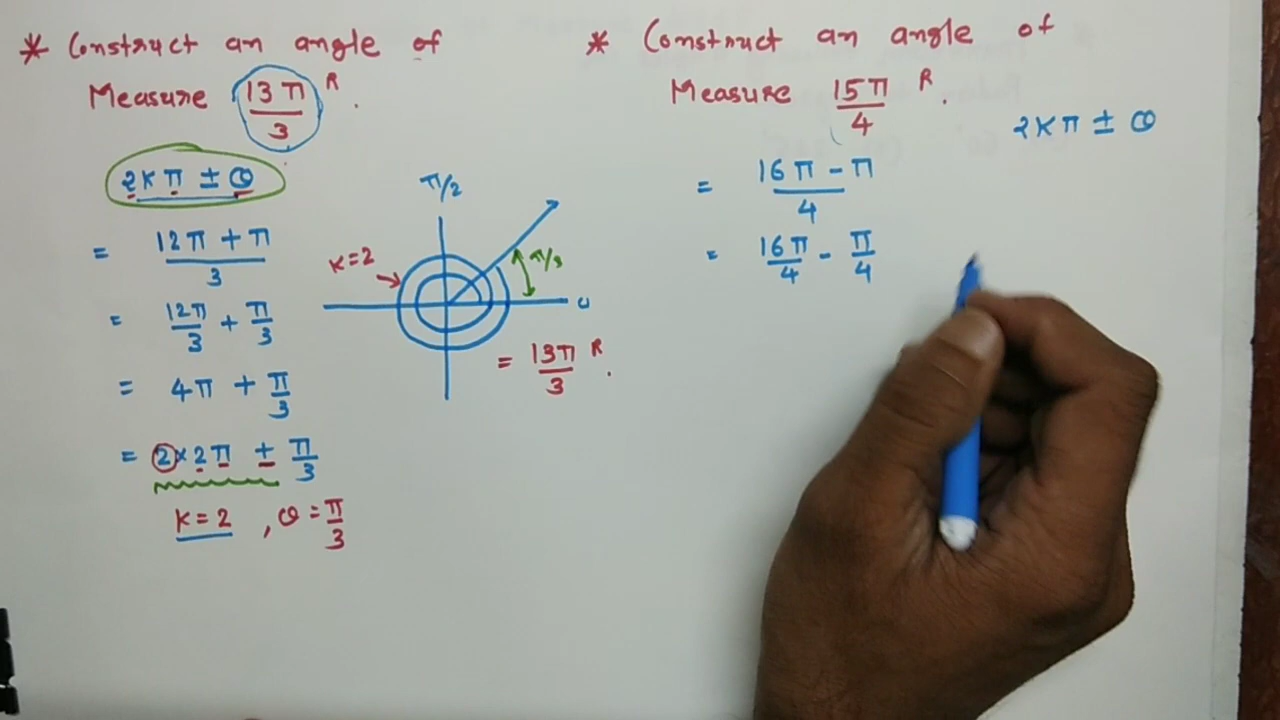 * Construct an angle of
Measure 13π/3 ᴿ.
2Kπ ± θ
= 12π + π / 3
= 12π/3 + π/3
= 4π + π/3
= 2×2π + π/3
K=2 , θ = π/3
π/2
K=2
π/3
0
= 13π/3 ᴿ.
* Construct an angle of
Measure 15π/4 ᴿ.
2Kπ ± θ
= 16π - π / 4
= 16π/4 - π/4